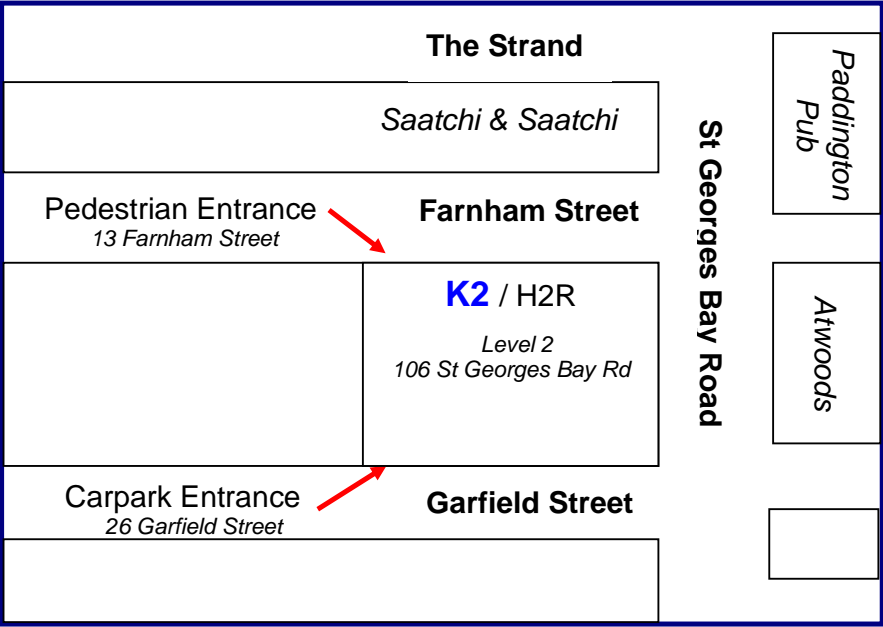 The Strand
Saatchi & Saatchi
Paddington
Pub
St Georges Bay Road
Pedestrian Entrance
13 Farnham Street
Farnham Street
K2 / H2R
Level 2
106 St Georges Bay Rd
Atwoods
Carpark Entrance
26 Garfield Street
Garfield Street